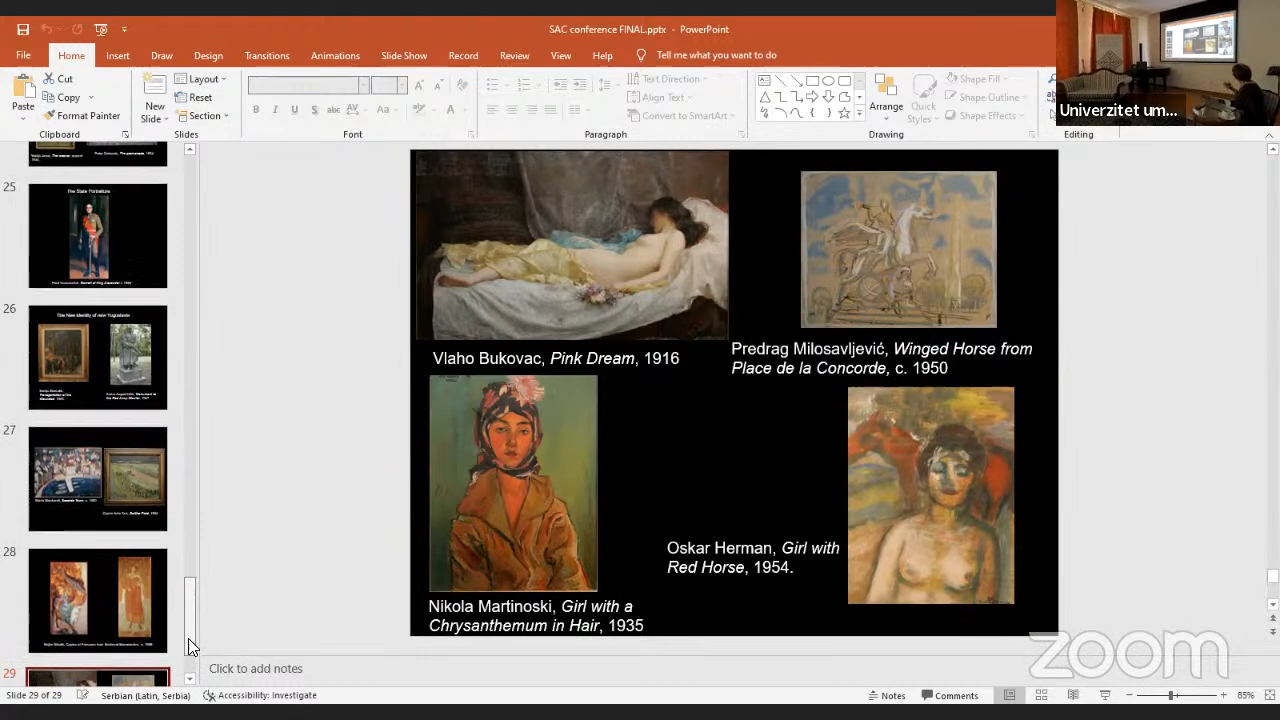 SAC conference FINAL.pptx - PowerPoint
File Home Insert Draw Design Transitions Animations Slide Show Record Review View Help Tell me what you want to do
Paste
Cut
Copy
Format Painter
Clipboard
New
Slide
Layout
Reset
Section
Slides
B I U S ab AV Aa A
Font
Text Direction
Align Text
Convert to SmartArt
Paragraph
Arrange
Quick
Styles
Shape Fill
Shape Outline
Shape Effects
Drawing
Editing
Univerzitet um...
25
The State Portraiture
26
The New Identity of new Yugoslavia
27
28
29
Vlaho Bukovac, Pink Dream, 1916
Predrag Milosavljević, Winged Horse from
Place de la Concorde, c. 1950
Oskar Herman, Girl with
Red Horse, 1954.
Nikola Martinoski, Girl with a
Chrysanthemum in Hair, 1935
Click to add notes
zoom
Slide 29 of 29 Serbian (Latin, Serbia) Accessibility: Investigate Notes Comments 85%